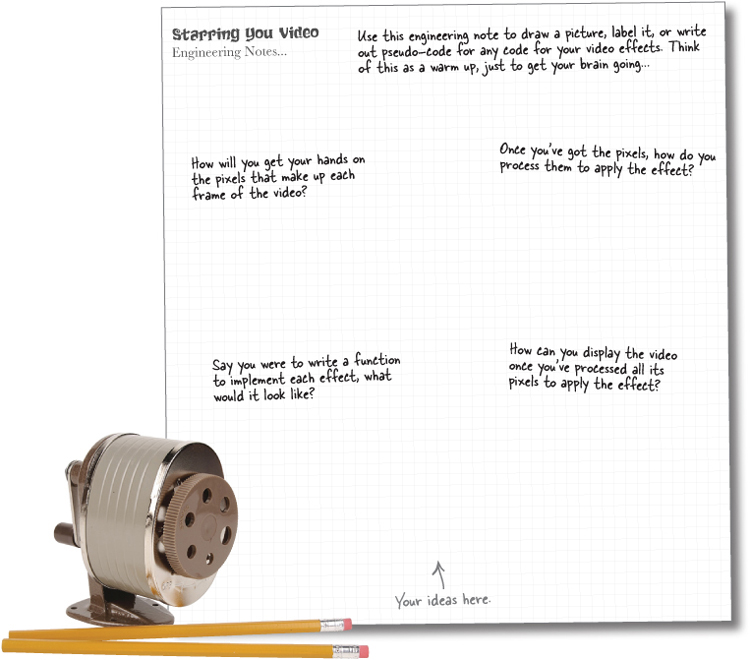 Starring You Video
Engineering Notes...
Use this engineering note to draw a picture, label it, or write
out pseudo-code for any code for your video effects. Think
of this as a warm up, just to get your brain going...
How will you get your hands on
the pixels that make up each
frame of the video?
Once you've got the pixels, how do you
process them to apply the effect?
Say you were to write a function
to implement each effect, what
would it look like?
How can you display the video
once you've processed all its
pixels to apply the effect?
Your ideas here.